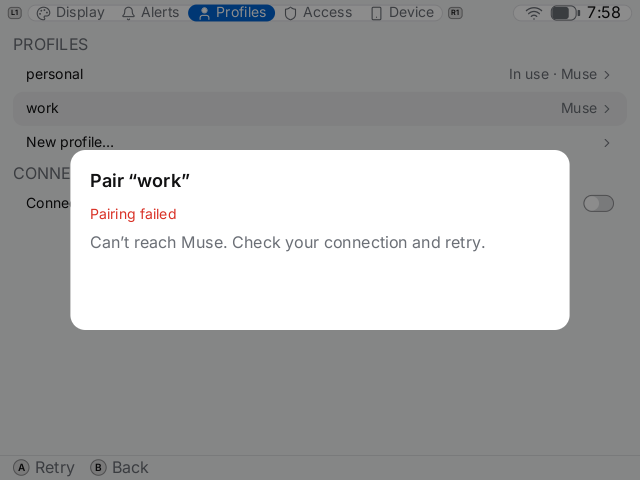 L1 Display Alerts Profiles Access Device R1 7:58
PROFILES
personal In use · Muse
work Muse
New profile...
CONNE
Conne
Pair “work”
Pairing failed
Can’t reach Muse. Check your connection and retry.
A Retry B Back